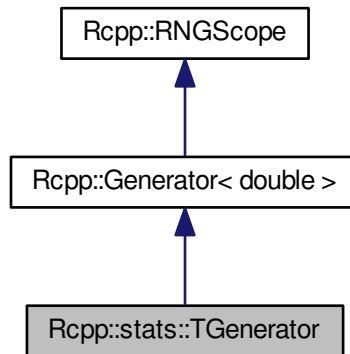 Rcpp::RNGScope
Rcpp::Generator< double >
Rcpp::stats::TGenerator